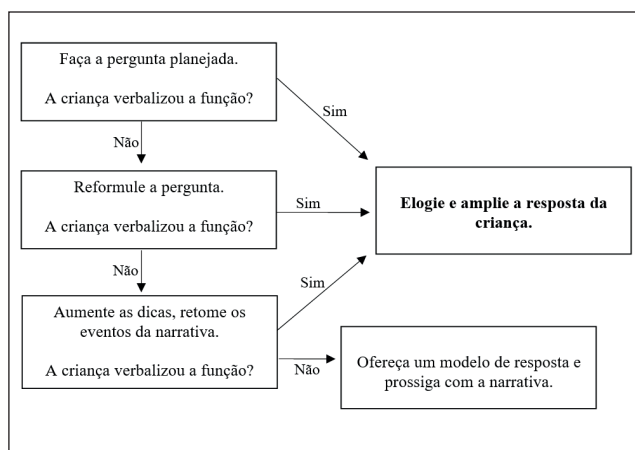 Faça a pergunta planejada.
A criança verbalizou a função?
Sim
Não
Reformule a pergunta.
A criança verbalizou a função?
Sim
Elogie e amplie a resposta da
criança.
Não
Sim
Aumente as dicas, retome os
eventos da narrativa.
A criança verbalizou a função?
Não
Ofereça um modelo de resposta e
prossiga com a narrativa.